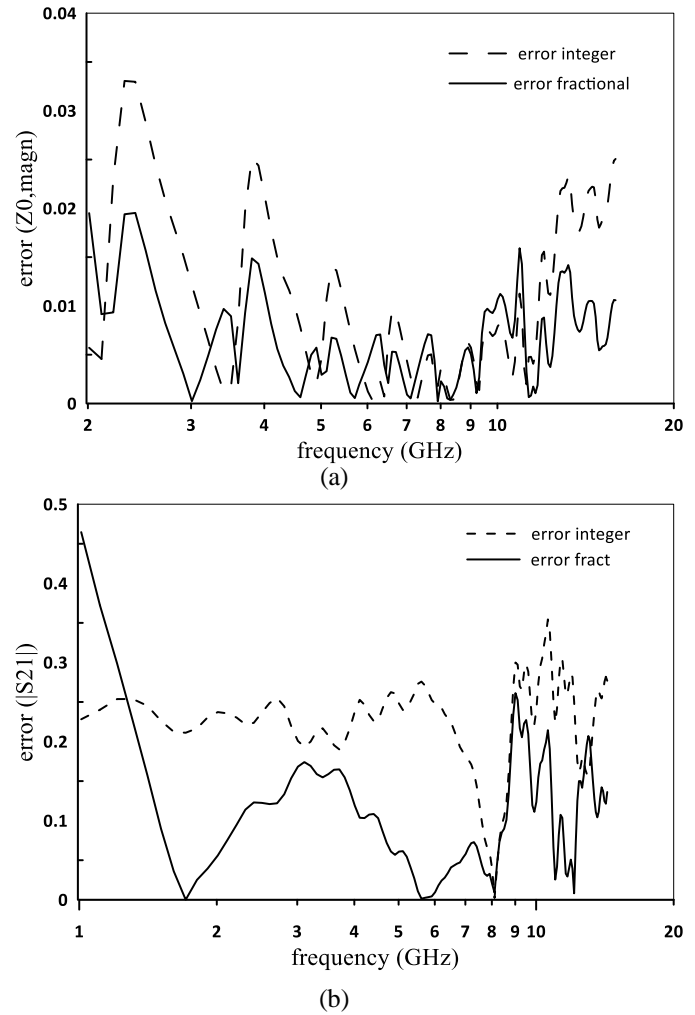 0.04
error integer
error fractional
0.03
error (Z0,magn)
0.02
0.01
0
2 3 4 5 6 7 8 9 10 20
frequency (GHz)
(a)
0.5
error integer
error fract
0.4
0.3
error (|S21|)
0.2
0.1
0
1 2 3 4 5 6 7 8 9 10 20
frequency (GHz)
(b)